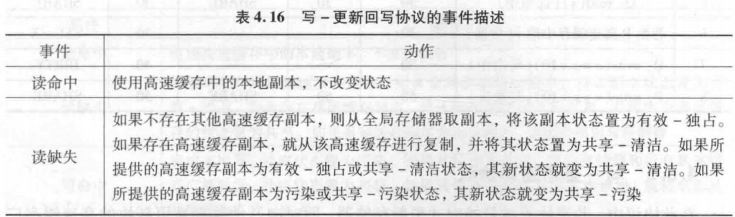 表 4.16 写－更新回写协议的事件描述
事件 动作
读命中 使用高速缓存中的本地副本，不改变状态
如果不存在其他高速缓存副本，则从全局存储器取副本，将该副本状态置为有效－独占。
如果存在高速缓存副本，就从该高速缓存进行复制，并将其状态置为共享－清洁。如果所
读缺失
提供的高速缓存副本为有效－独占或共享－清洁状态，其新状态就变为共享－清洁。如果
所提供的高速缓存副本为污染或共享－污染状态，其新状态就变为共享－污染